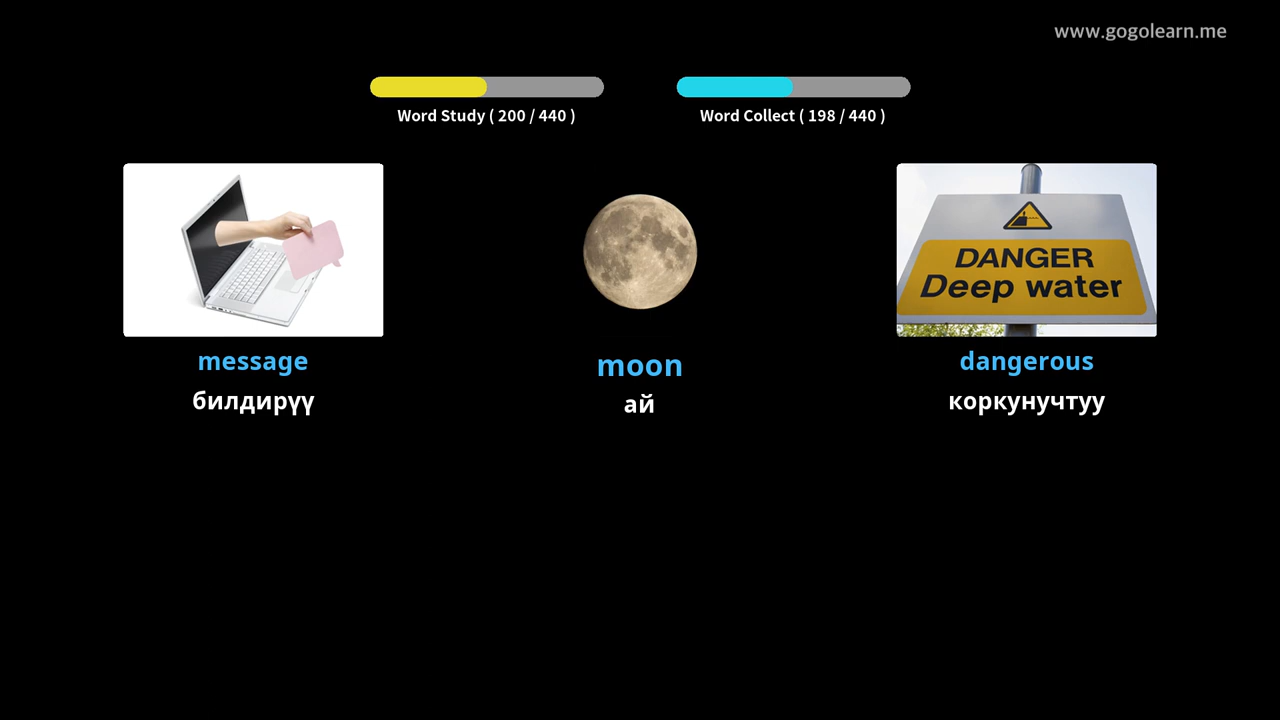 www.gogolearn.me
Word Study ( 200 / 440 )
Word Collect ( 198 / 440 )
DANGER
Deep water
message
moon
dangerous
билдирүү
ай
коркунучтуу